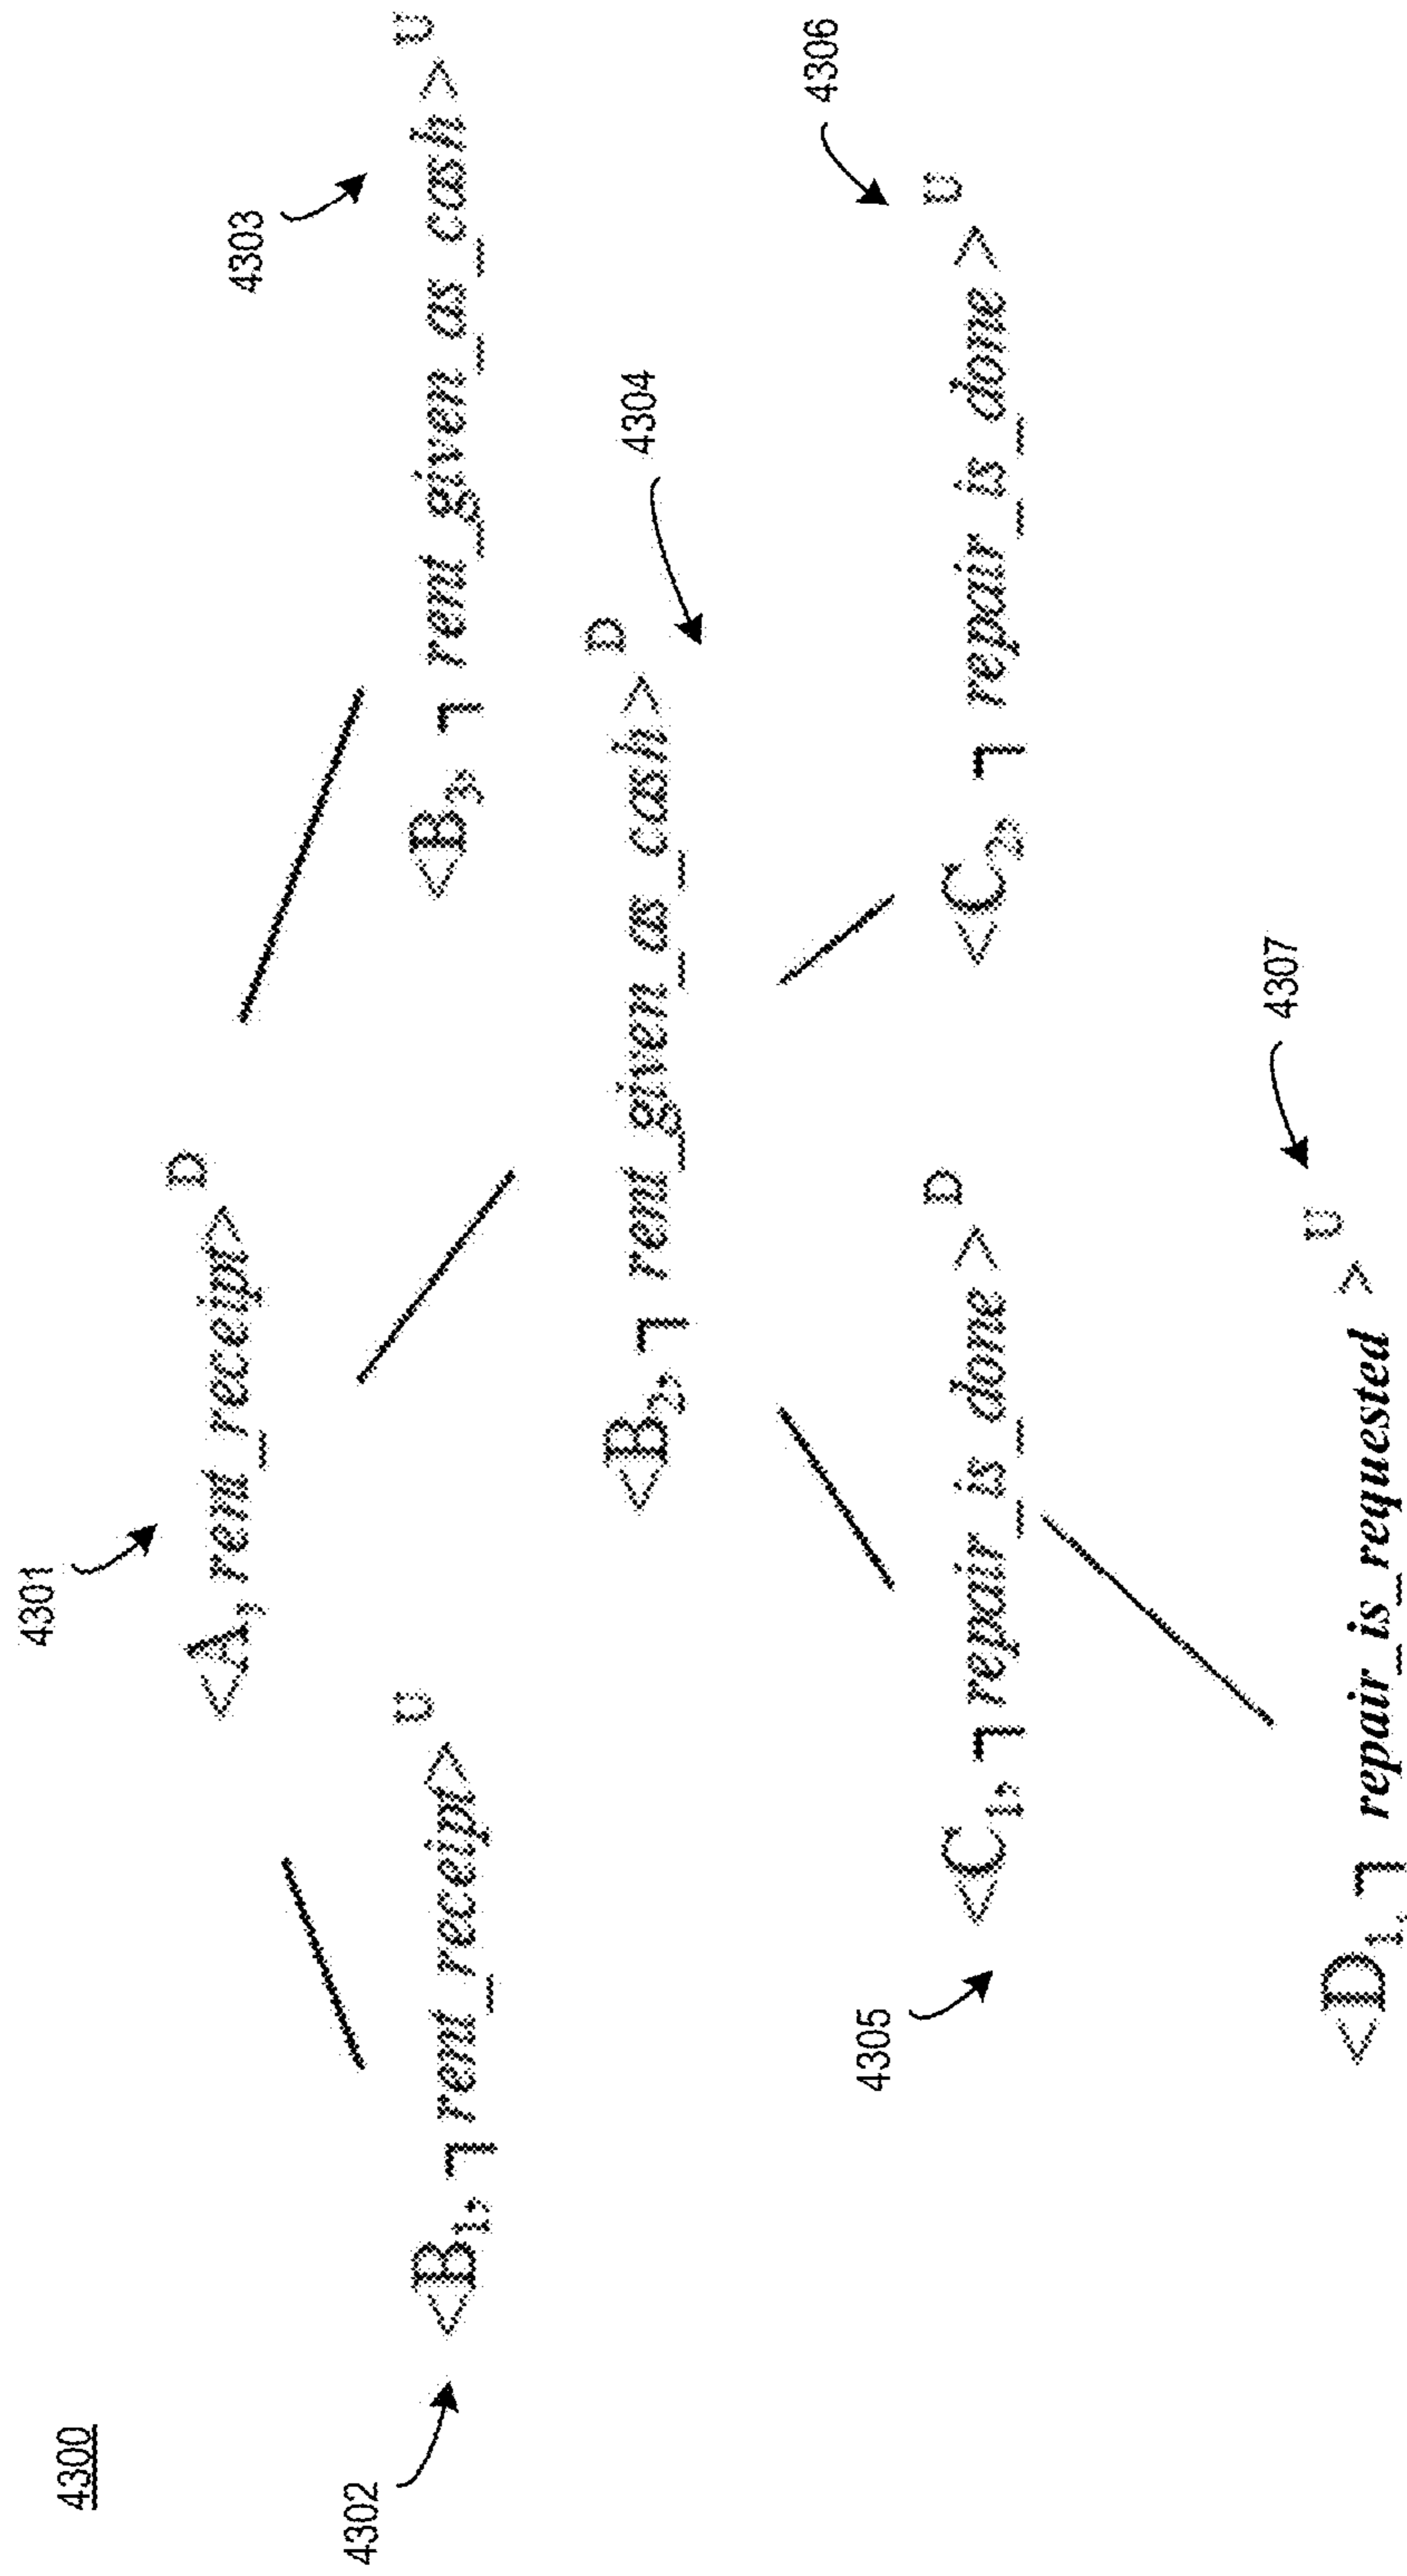 4300
4301
<A, rent_receipt> D
4302
<B1, ¬ rent_receipt> U
4303
<B3, ¬ rent_given_as_cash> U
4304
<B2, ¬ rent_given_as_cash> D
4305
<C1, ¬ repair_is_done> D
4306
<C2, ¬ repair_is_done> U
4307
<D1, ¬ repair_is_requested > U